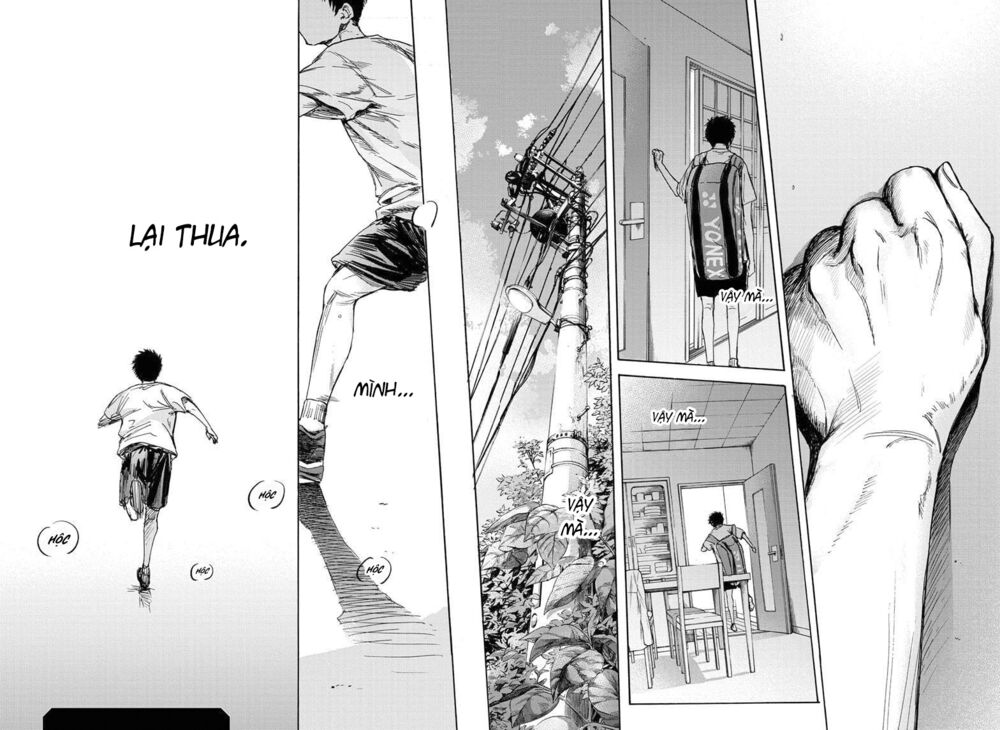 YONEX
VẬY MÀ...
VẬY MÀ...
VẬY
MÀ...
MÌNH...
HỘC
HỘC
HỘC
HỘC
LẠI THUA.